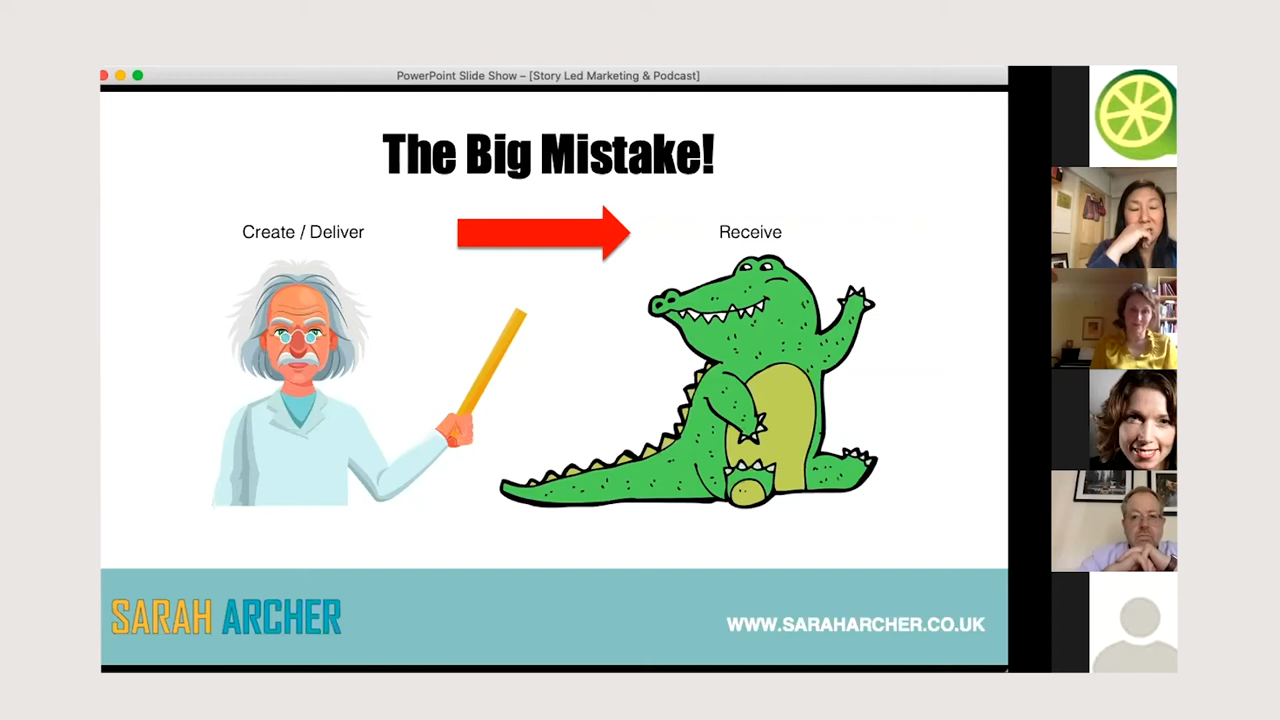 PowerPoint Slide Show – [Story Led Marketing & Podcast]
The Big Mistake!
Create / Deliver
Receive
SARAH ARCHER
WWW.SARAHARCHER.CO.UK